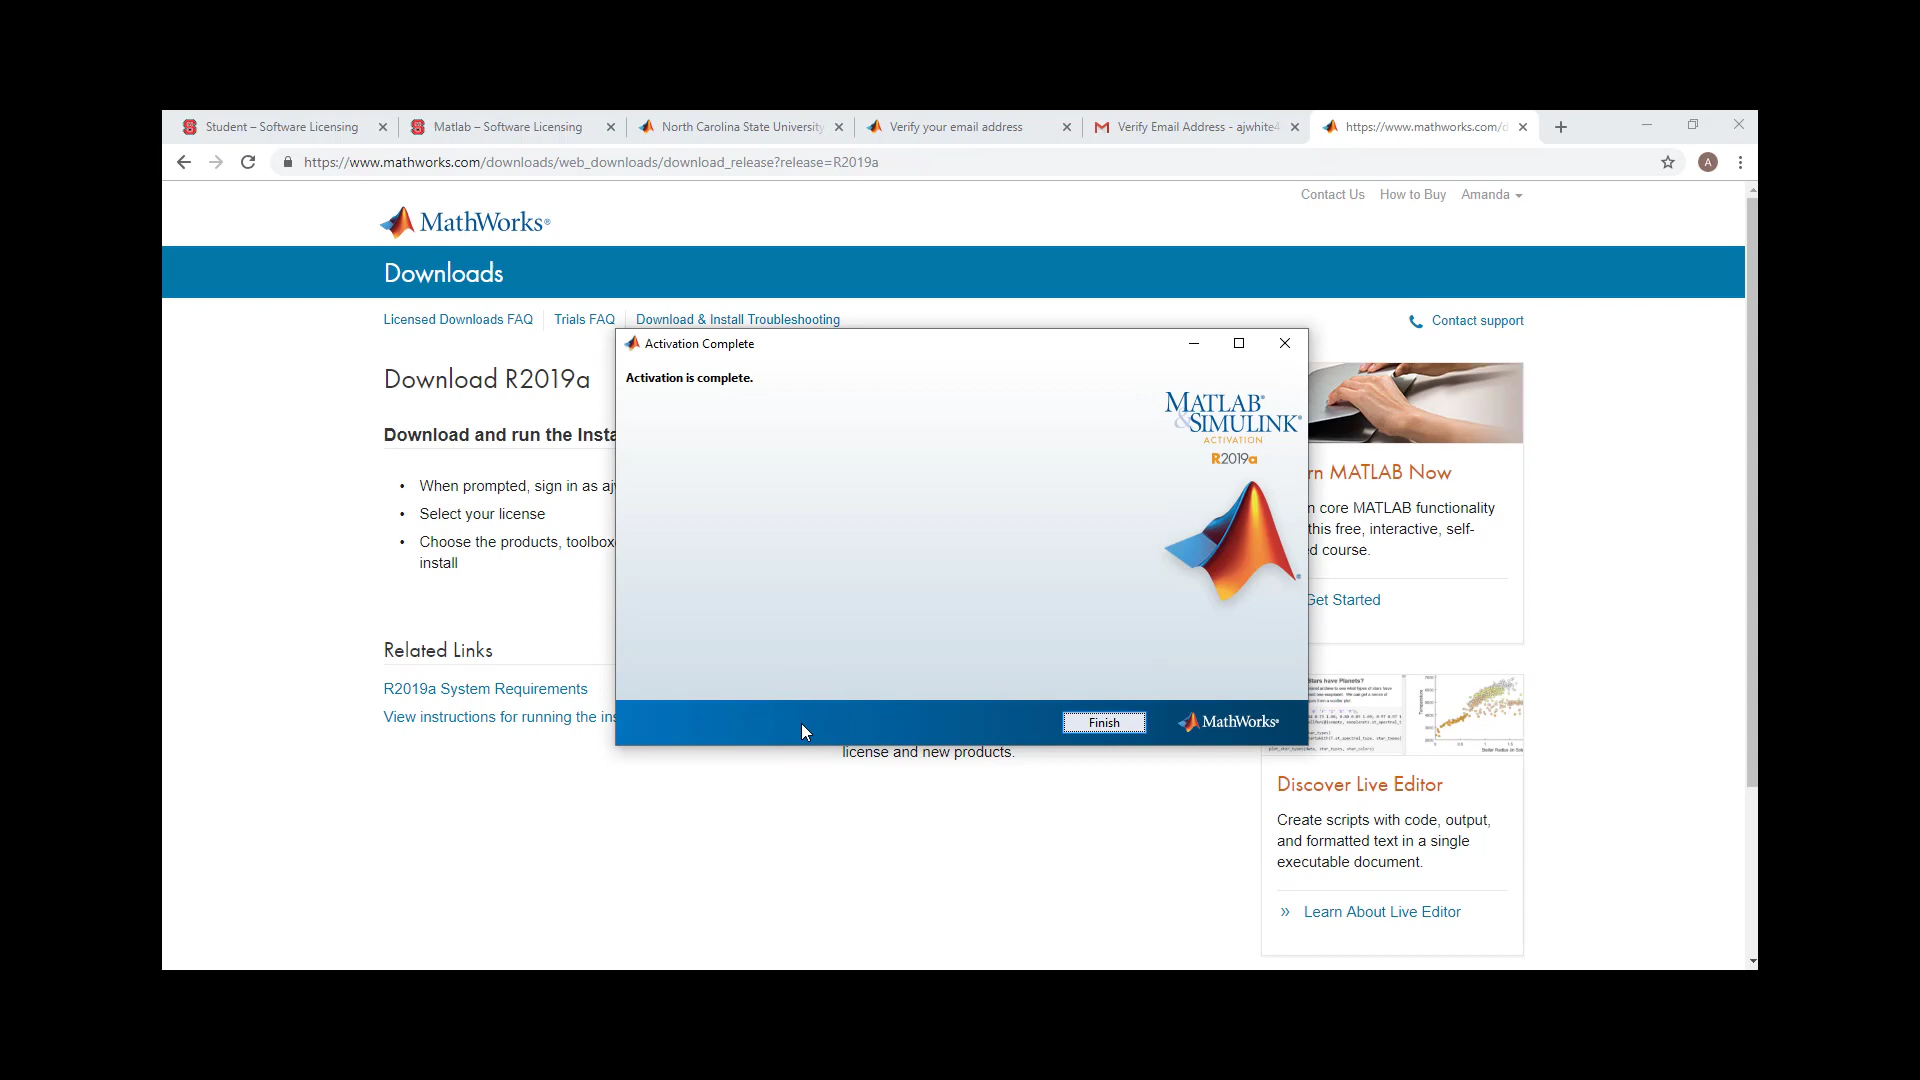 Student – Software Licensing
Matlab – Software Licensing
North Carolina State University
Verify your email address
Verify Email Address - ajwhite4
https://www.mathworks.com/d
https://www.mathworks.com/downloads/web_downloads/download_release?release=R2019a
A
Contact Us How to Buy Amanda
MathWorks®
Downloads
Licensed Downloads FAQ Trials FAQ Download & Install Troubleshooting
Contact support
Activation Complete
Activation is complete.
MATLAB®
&SIMULINK®
ACTIVATION
R2019a
Finish
MathWorks®
Download R2019a
Download and run the Insta
• When prompted, sign in as aj
• Select your license
• Choose the products, toolbox
install
Related Links
R2019a System Requirements
View instructions for running the ins
license and new products.
rn MATLAB Now
n core MATLAB functionality
this free, interactive, self-
d course.
Get Started
Stars have Planets?
Discover Live Editor
Create scripts with code, output,
and formatted text in a single
executable document.
» Learn About Live Editor